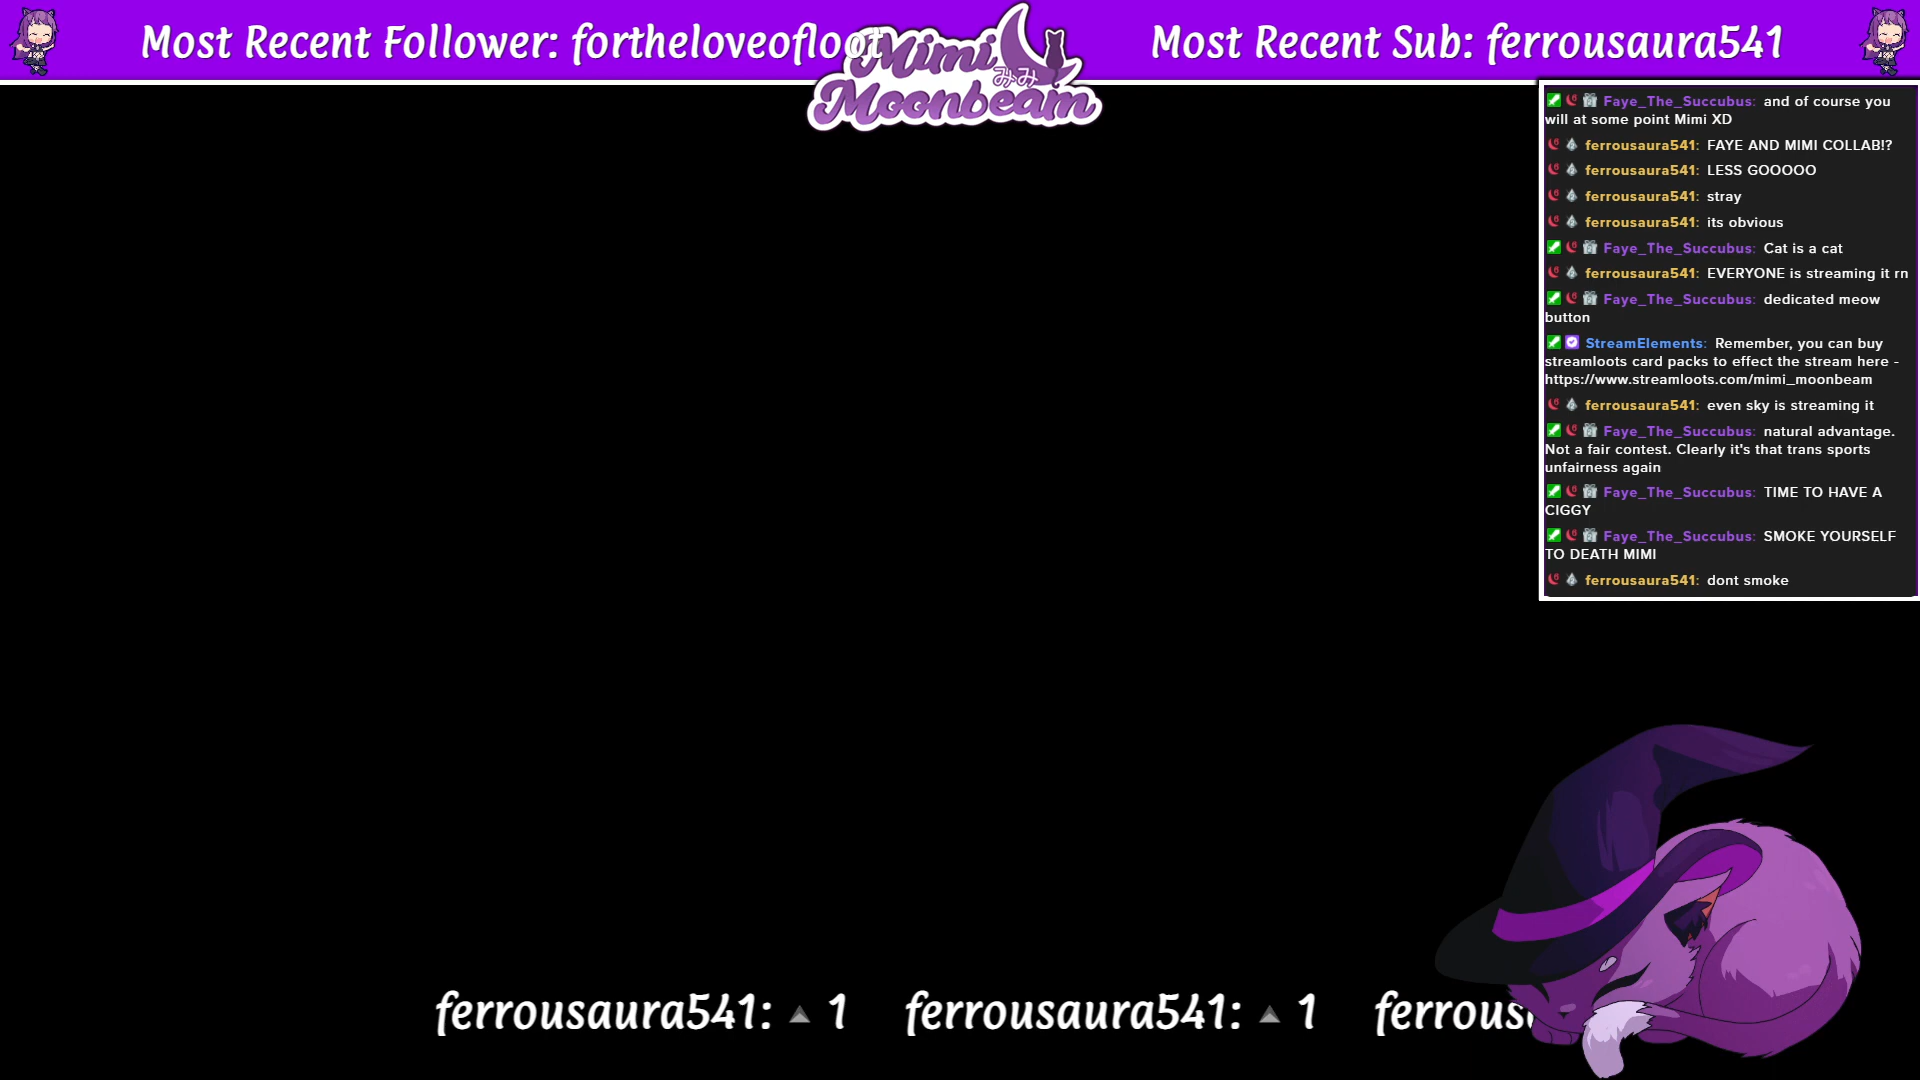 Most Recent Follower: fortheloveofloot
Mimi
みみ
Moonbeam
Most Recent Sub: ferrousaura541
Faye_The_Succubus: and of course you
will at some point Mimi XD
ferrousaura541: FAYE AND MIMI COLLAB!?
ferrousaura541: LESS GOOOOO
ferrousaura541: stray
ferrousaura541: its obvious
Faye_The_Succubus: Cat is a cat
ferrousaura541: EVERYONE is streaming it rn
Faye_The_Succubus: dedicated meow
button
StreamElements: Remember, you can buy
streamloots card packs to effect the stream here -
https://www.streamloots.com/mimi_moonbeam
ferrousaura541: even sky is streaming it
Faye_The_Succubus: natural advantage.
Not a fair contest. Clearly it's that trans sports
unfairness again
Faye_The_Succubus: TIME TO HAVE A
CIGGY
Faye_The_Succubus: SMOKE YOURSELF
TO DEATH MIMI
ferrousaura541: dont smoke
ferrousaura541: 1 ferrousaura541: 1 ferrous